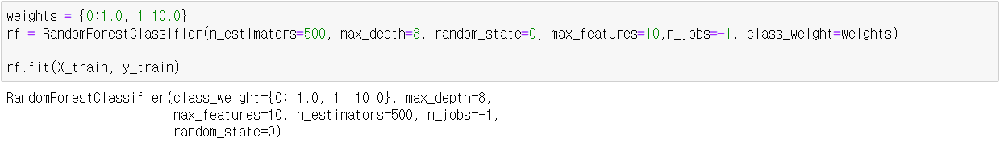 weights = {0:1.0, 1:10.0}
rf = RandomForestClassifier(n_estimators=500, max_depth=8, random_state=0, max_features=10,n_jobs=-1, class_weight=weights)
rf.fit(X_train, y_train)
RandomForestClassifier(class_weight={0: 1.0, 1: 10.0}, max_depth=8,
max_features=10, n_estimators=500, n_jobs=-1,
random_state=0)